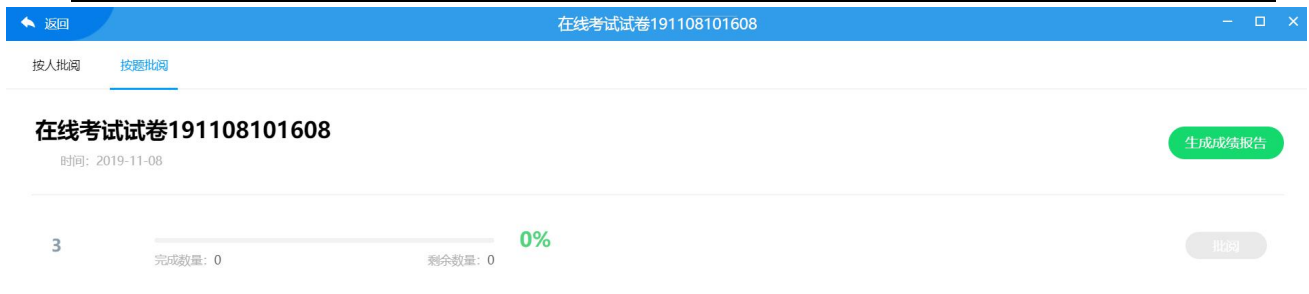 返回 在线考试试卷191108101608
按人批阅 按题批阅
在线考试试卷191108101608
时间：2019-11-08
生成成绩报告
3 0% 批阅
完成数量：0 剩余数量：0